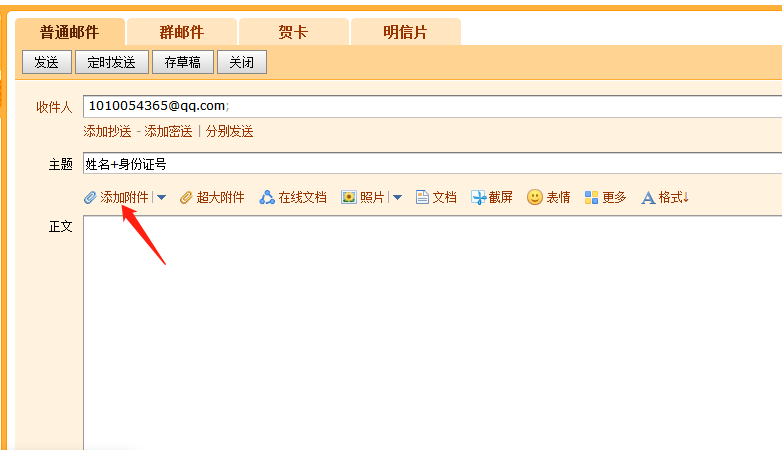 普通邮件 群邮件 贺卡 明信片
发送 定时发送 存草稿 关闭
收件人 1010054365@qq.com;
添加抄送 - 添加密送 | 分别发送
主题 姓名+身份证号
添加附件 | 超大附件 在线文档 照片 | 文档 截屏 表情 更多 格式↓
正文